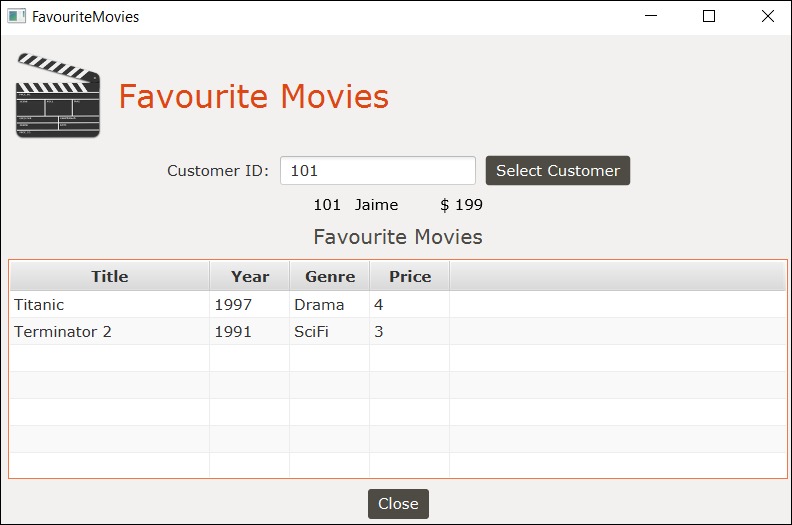 FavouriteMovies
Favourite Movies
Customer ID: 101 Select Customer
101 Jaime $ 199
Favourite Movies
Title Year Genre Price
Titanic 1997 Drama 4
Terminator 2 1991 SciFi 3
Close